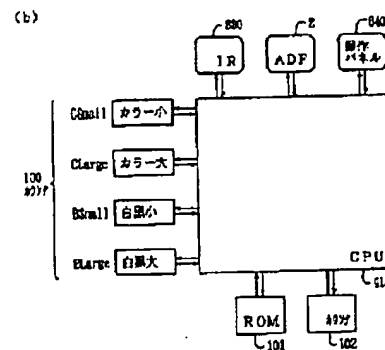 (b)
IR
ADF
2
640
操作
パネル
100
カウンタ
CSmall カラー小
CLarge カラー大
BSmall 白黒小
BLarge 白黒大
CPU
ROM
101
カウンタ
102